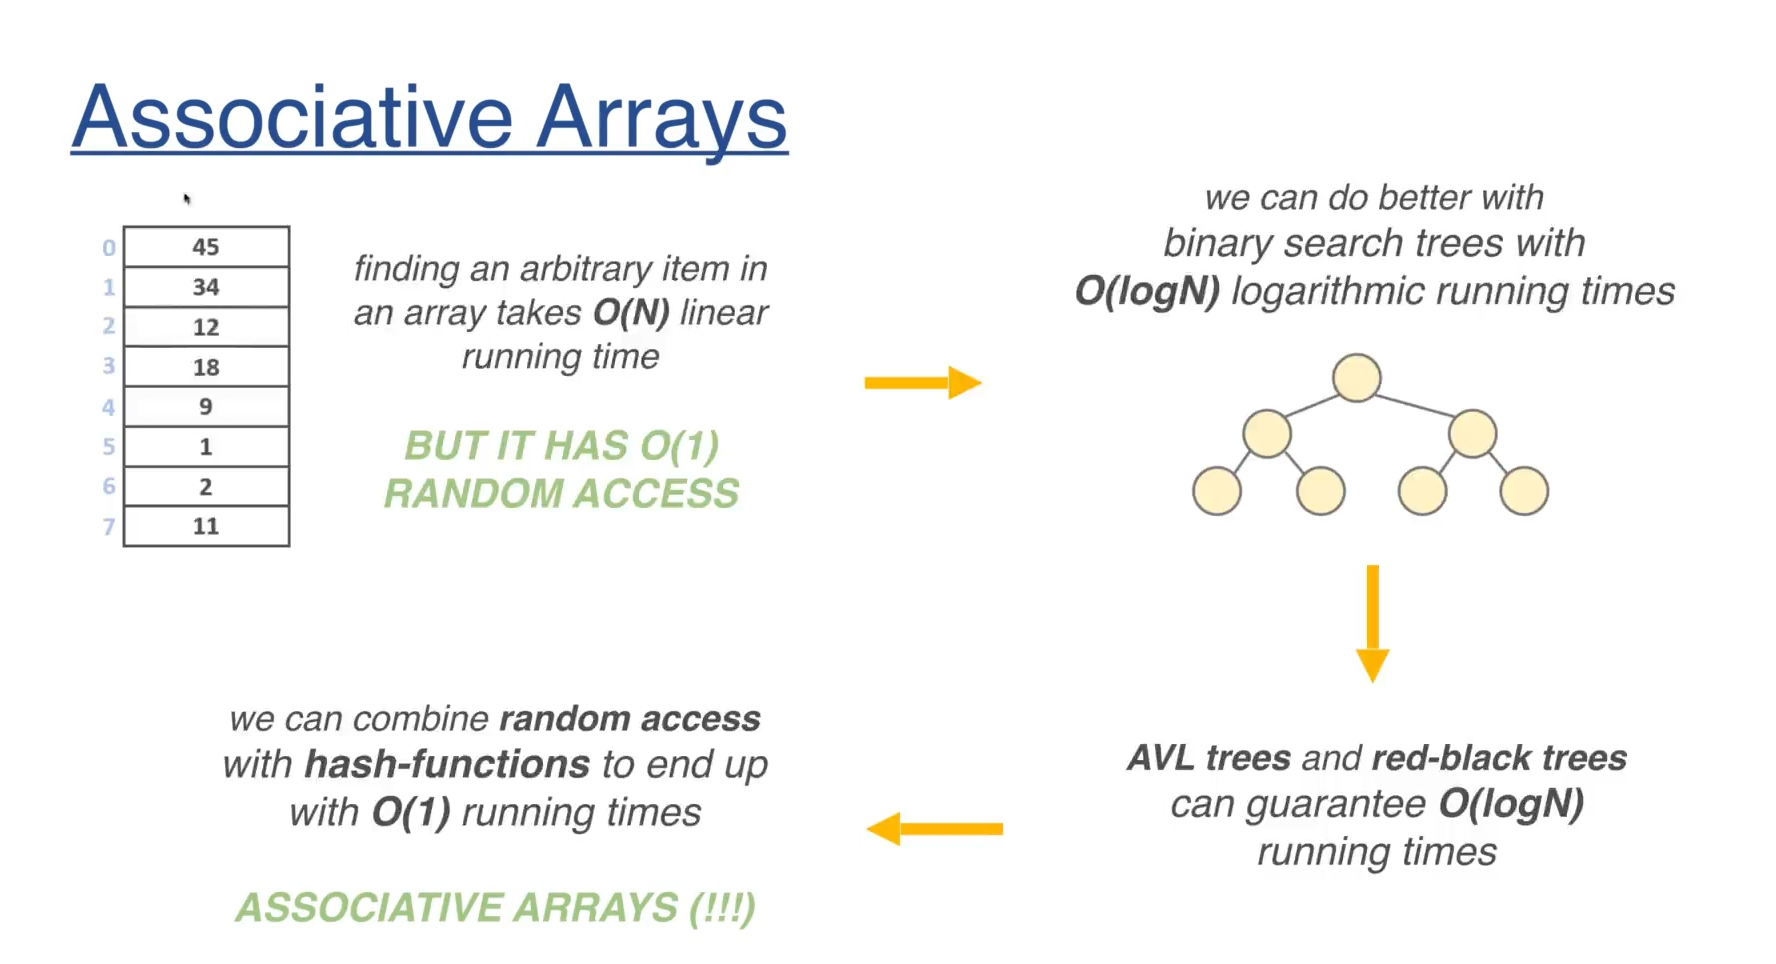 Associative Arrays
0 45
1 34
2 12
3 18
4 9
5 1
6 2
7 11
finding an arbitrary item in
an array takes O(N) linear
running time
BUT IT HAS O(1)
RANDOM ACCESS
we can do better with
binary search trees with
O(logN) logarithmic running times
AVL trees and red-black trees
can guarantee O(logN)
running times
we can combine random access
with hash-functions to end up
with O(1) running times
ASSOCIATIVE ARRAYS (!!!)